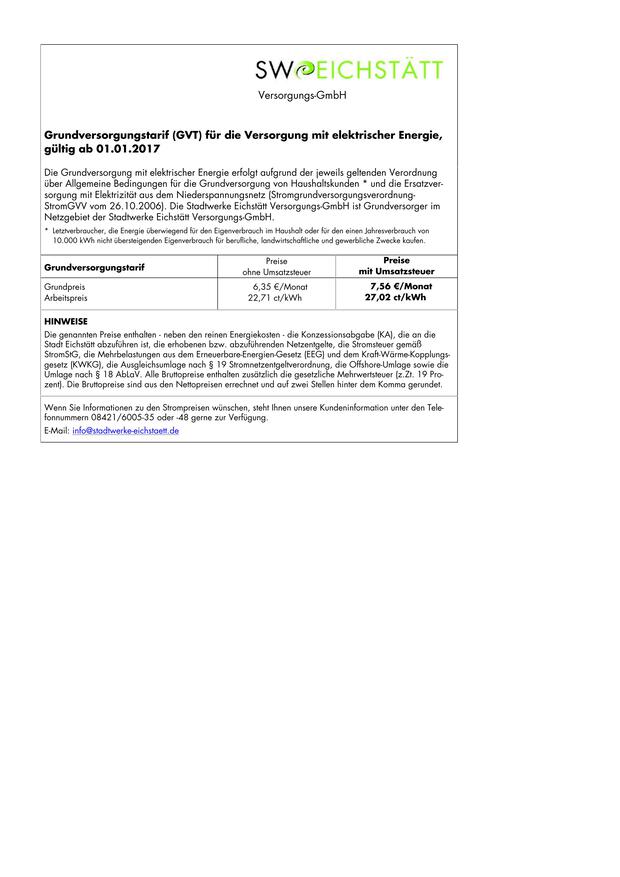 SW EICHSTÄTT
Versorgungs-GmbH
Grundversorgungstarif (GVT) für die Versorgung mit elektrischer Energie,
gültig ab 01.01.2017
Die Grundversorgung mit elektrischer Energie erfolgt aufgrund der jeweils geltenden Verordnung
über Allgemeine Bedingungen für die Grundversorgung von Haushaltskunden * und die Ersatzver-
sorgung mit Elektrizität aus dem Niederspannungsnetz (Stromgrundversorgungsverordnung-
StromGVV vom 26.10.2006). Die Stadtwerke Eichstätt Versorgungs-GmbH ist Grundversorger im
Netzgebiet der Stadtwerke Eichstätt Versorgungs-GmbH.
* Letztverbraucher, die Energie überwiegend für den Eigenverbrauch im Haushalt oder für den einen Jahresverbrauch von
10.000 kWh nicht übersteigenden Eigenverbrauch für berufliche, landwirtschaftliche und gewerbliche Zwecke kaufen.
Grundversorgungstarif
Preise
ohne Umsatzsteuer
Preise
mit Umsatzsteuer
Grundpreis 6,35 €/Monat 7,56 €/Monat
Arbeitspreis 22,71 ct/kWh 27,02 ct/kWh
HINWEISE
Die genannten Preise enthalten - neben den reinen Energiekosten - die Konzessionsabgabe (KA), die an die
Stadt Eichstätt abzuführen ist, die erhobenen bzw. abzuführenden Netzentgelte, die Stromsteuer gemäß
StromStG, die Mehrbelastungen aus dem Erneuerbare-Energien-Gesetz (EEG) und dem Kraft-Wärme-Kopplungs-
gesetz (KWKG), die Ausgleichsumlage nach § 19 Stromnetzentgeltverordnung, die Offshore-Umlage sowie die
Umlage nach § 18 AbLaV. Alle Bruttopreise enthalten zusätzlich die gesetzliche Mehrwertsteuer (z.Zt. 19 Pro-
zent). Die Bruttopreise sind aus den Nettopreisen errechnet und auf zwei Stellen hinter dem Komma gerundet.
Wenn Sie Informationen zu den Strompreisen wünschen, steht Ihnen unsere Kundeninformation unter den Tele-
fonnummern 08421/6005-35 oder -48 gerne zur Verfügung.
E-Mail: info@stadtwerke-eichstaett.de